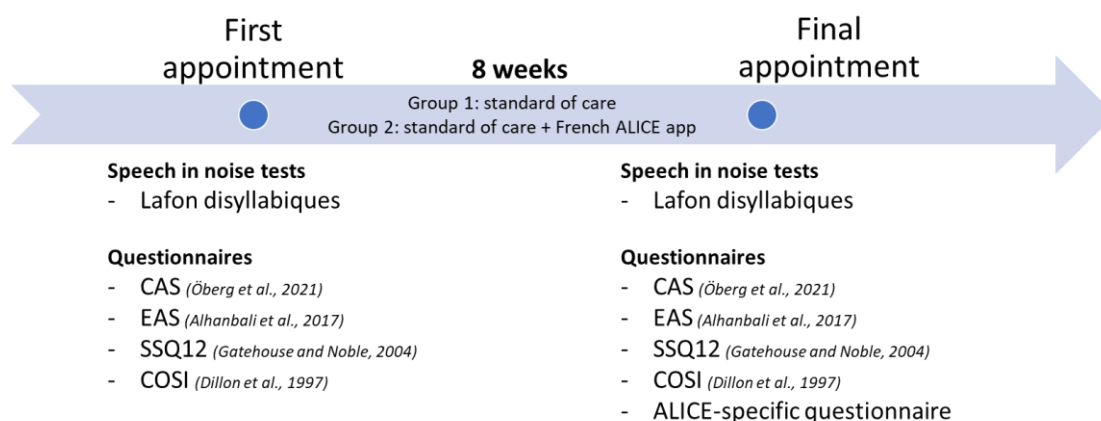 First
appointment
8 weeks
Final
appointment
Group 1: standard of care
Group 2: standard of care + French ALICE app
Speech in noise tests
- Lafon disyllabiques
Questionnaires
- CAS (Öberg et al., 2021)
- EAS (Alhanbali et al., 2017)
- SSQ12 (Gatehouse and Noble, 2004)
- COSI (Dillon et al., 1997)
Speech in noise tests
- Lafon disyllabiques
Questionnaires
- CAS (Öberg et al., 2021)
- EAS (Alhanbali et al., 2017)
- SSQ12 (Gatehouse and Noble, 2004)
- COSI (Dillon et al., 1997)
- ALICE-specific questionnaire